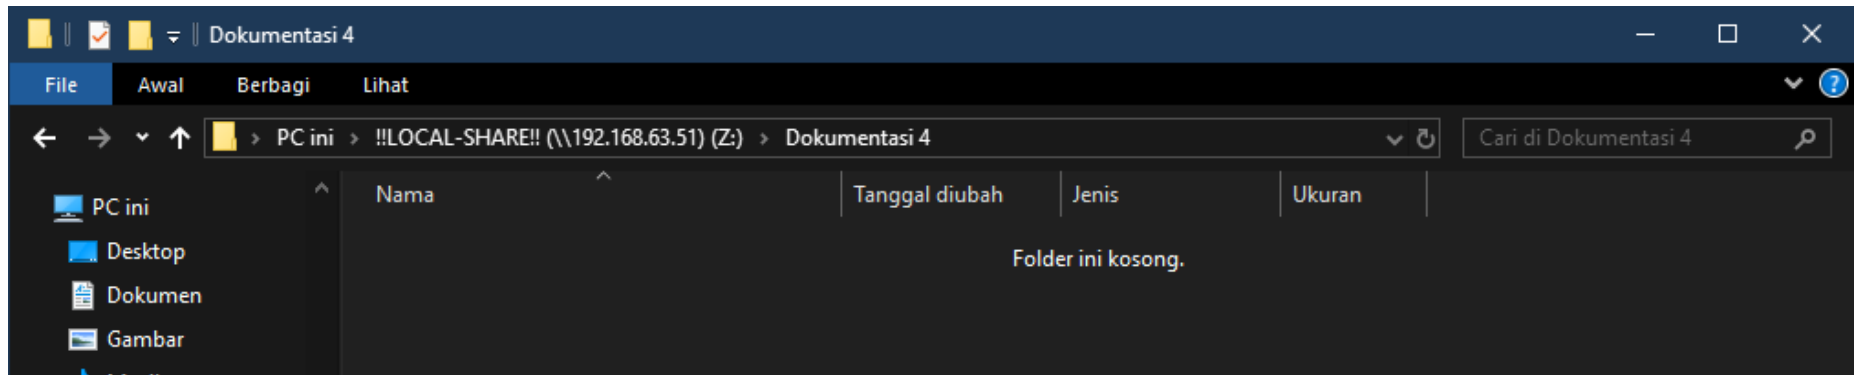 Dokumentasi 4
File Awal Berbagi Lihat
PC ini > !!LOCAL-SHARE!! (\\192.168.63.51) (Z:) > Dokumentasi 4
Cari di Dokumentasi 4
PC ini
Desktop
Dokumen
Gambar
Nama Tanggal diubah Jenis Ukuran
Folder ini kosong.